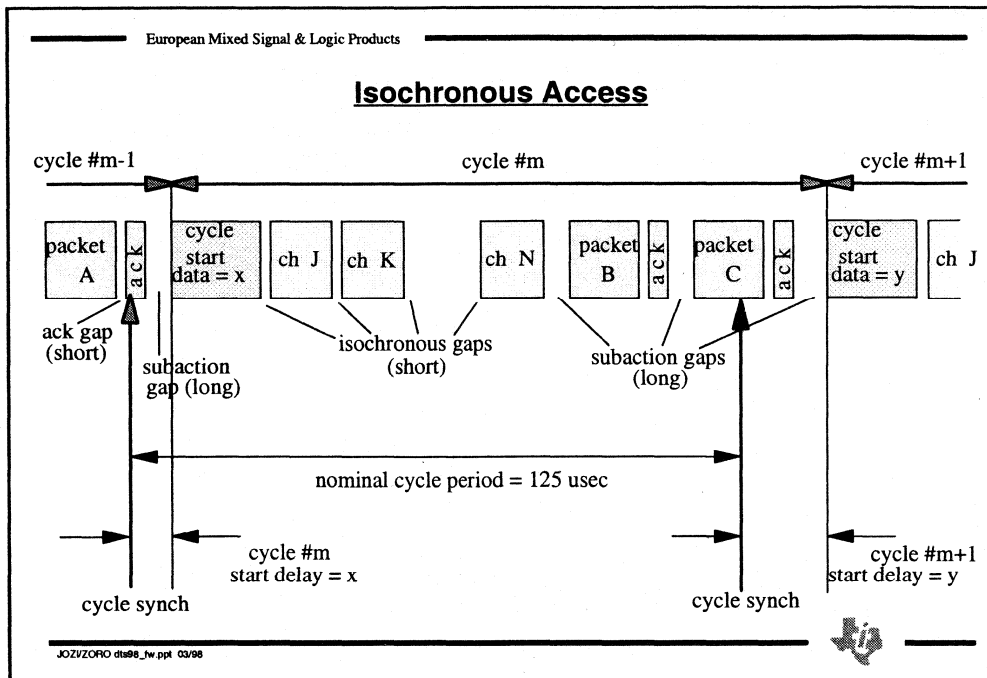 European Mixed Signal & Logic Products
Isochronous Access
cycle #m-1
cycle #m
cycle #m+1
packet
A
ack
cycle
start
data = x
ch J
ch K
ch N
packet
B
ack
packet
C
ack
cycle
start
data = y
ch J
ack gap
(short)
subaction
gap (long)
isochronous gaps
(short)
subaction gaps
(long)
nominal cycle period = 125 usec
cycle #m
start delay = x
cycle #m+1
start delay = y
cycle synch
cycle synch
JOZI/ZORO dts98_fw.ppt 03/98